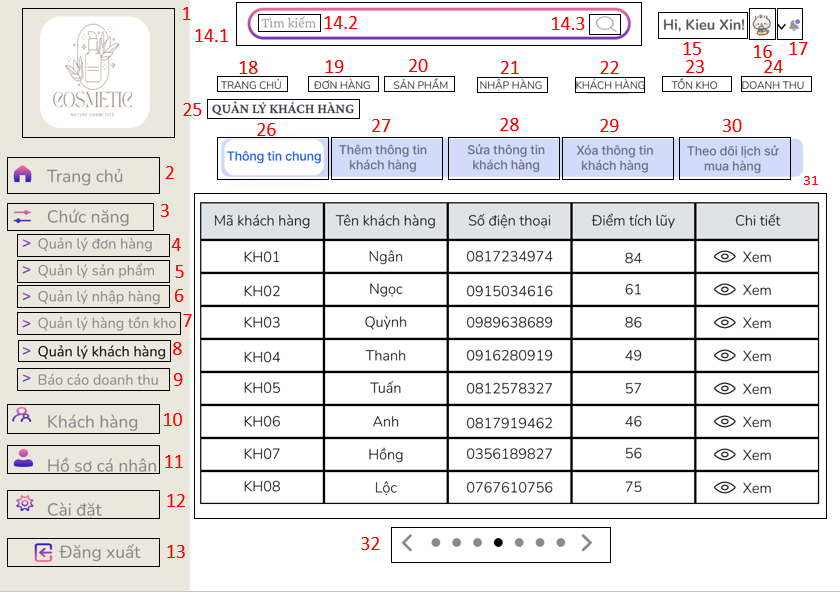 1
COSMETIC
NATURE COSMETICS
14.1
Tìm kiếm
14.2
14.3
Hi, Kieu Xin!
15
16
17
18
19
20
21
22
23
24
TRANG CHỦ
ĐƠN HÀNG
SẢN PHẨM
NHẬP HÀNG
KHÁCH HÀNG
TỒN KHO
DOANH THU
25
QUẢN LÝ KHÁCH HÀNG
26
27
28
29
30
Thông tin chung
Thêm thông tin
khách hàng
Sửa thông tin
khách hàng
Xóa thông tin
khách hàng
Theo dõi lịch sử
mua hàng
31
Trang chủ
2
Chức năng
3
> Quản lý đơn hàng
4
> Quản lý sản phẩm
5
> Quản lý nhập hàng
6
> Quản lý hàng tồn kho
7
> Quản lý khách hàng
8
> Báo cáo doanh thu
9
Khách hàng
10
Hồ sơ cá nhân
11
Cài đặt
12
Đăng xuất
13
Mã khách hàng Tên khách hàng Số điện thoại Điểm tích lũy Chi tiết
KH01 Ngân 0817234974 84 Xem
KH02 Ngọc 0915034616 61 Xem
KH03 Quỳnh 0989638689 86 Xem
KH04 Thanh 0916280919 49 Xem
KH05 Tuấn 0812578327 57 Xem
KH06 Anh 0817919462 46 Xem
KH07 Hồng 0356189827 56 Xem
KH08 Lộc 0767610756 75 Xem
32